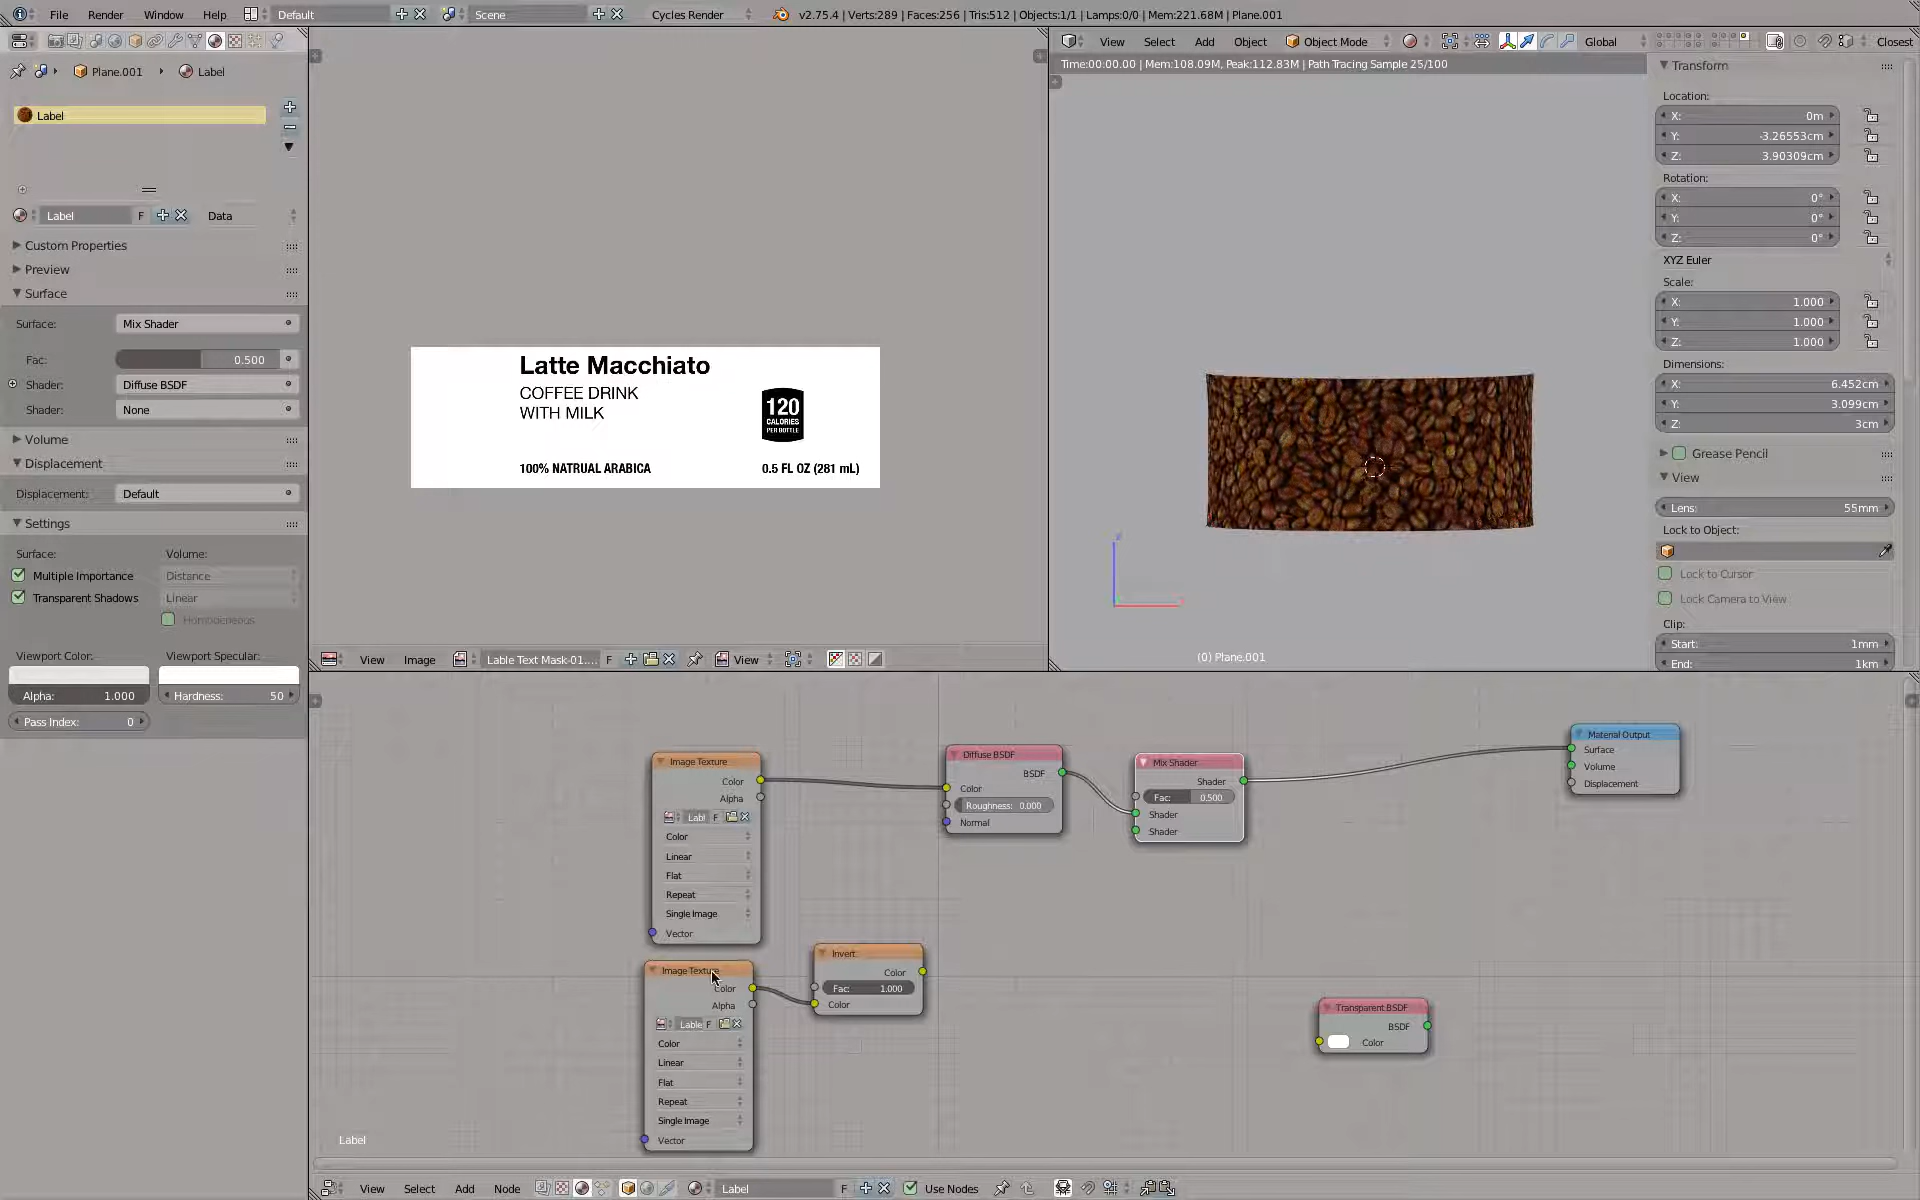 File Render Window Help Default Scene Cycles Render v2.75.4 | Verts:289 | Faces:256 | Tris:512 | Objects:1/1 | Lamps:0/0 | Mem:221.68M | Plane.001
View Select Add Object Object Mode Global Closest
Plane.001 Label
Label
Label F Data
Custom Properties
Preview
Surface
Surface: Mix Shader
Fac: 0.500
Shader: Diffuse BSDF
Shader: None
Volume
Displacement
Displacement: Default
Settings
Surface: Volume:
Multiple Importance Distance
Transparent Shadows Linear
Homogeneous
Viewport Color: Viewport Specular:
Alpha: 1.000 Hardness: 50
Pass Index: 0
Latte Macchiato
COFFEE DRINK
WITH MILK
120
CALORIES
PER BOTTLE
100% NATRUAL ARABICA 0.5 FL OZ (281 mL)
View Image Lable Text Mask-01.... F View
Time:00:00.00 | Mem:108.09M, Peak:112.83M | Path Tracing Sample 25/100
(0) Plane.001
Transform
Location:
X: 0m
Y: -3.26553cm
Z: 3.90309cm
Rotation:
X: 0°
Y: 0°
Z: 0°
XYZ Euler
Scale:
X: 1.000
Y: 1.000
Z: 1.000
Dimensions:
X: 6.452cm
Y: 3.099cm
Z: 3cm
Grease Pencil
View
Lens: 55mm
Lock to Object:
Lock to Cursor
Lock Camera to View
Clip:
Start: 1mm
End: 1km
Image Texture
Color
Alpha
Labl F
Color
Linear
Flat
Repeat
Single Image
Vector
Diffuse BSDF
BSDF
Color
Roughness: 0.000
Normal
Mix Shader
Shader
Fac: 0.500
Shader
Shader
Material Output
Surface
Volume
Displacement
Image Texture
Color
Alpha
Lable F
Color
Linear
Flat
Repeat
Single Image
Vector
Invert
Color
Fac: 1.000
Color
Transparent BSDF
BSDF
Color
Label
View Select Add Node Label F Use Nodes